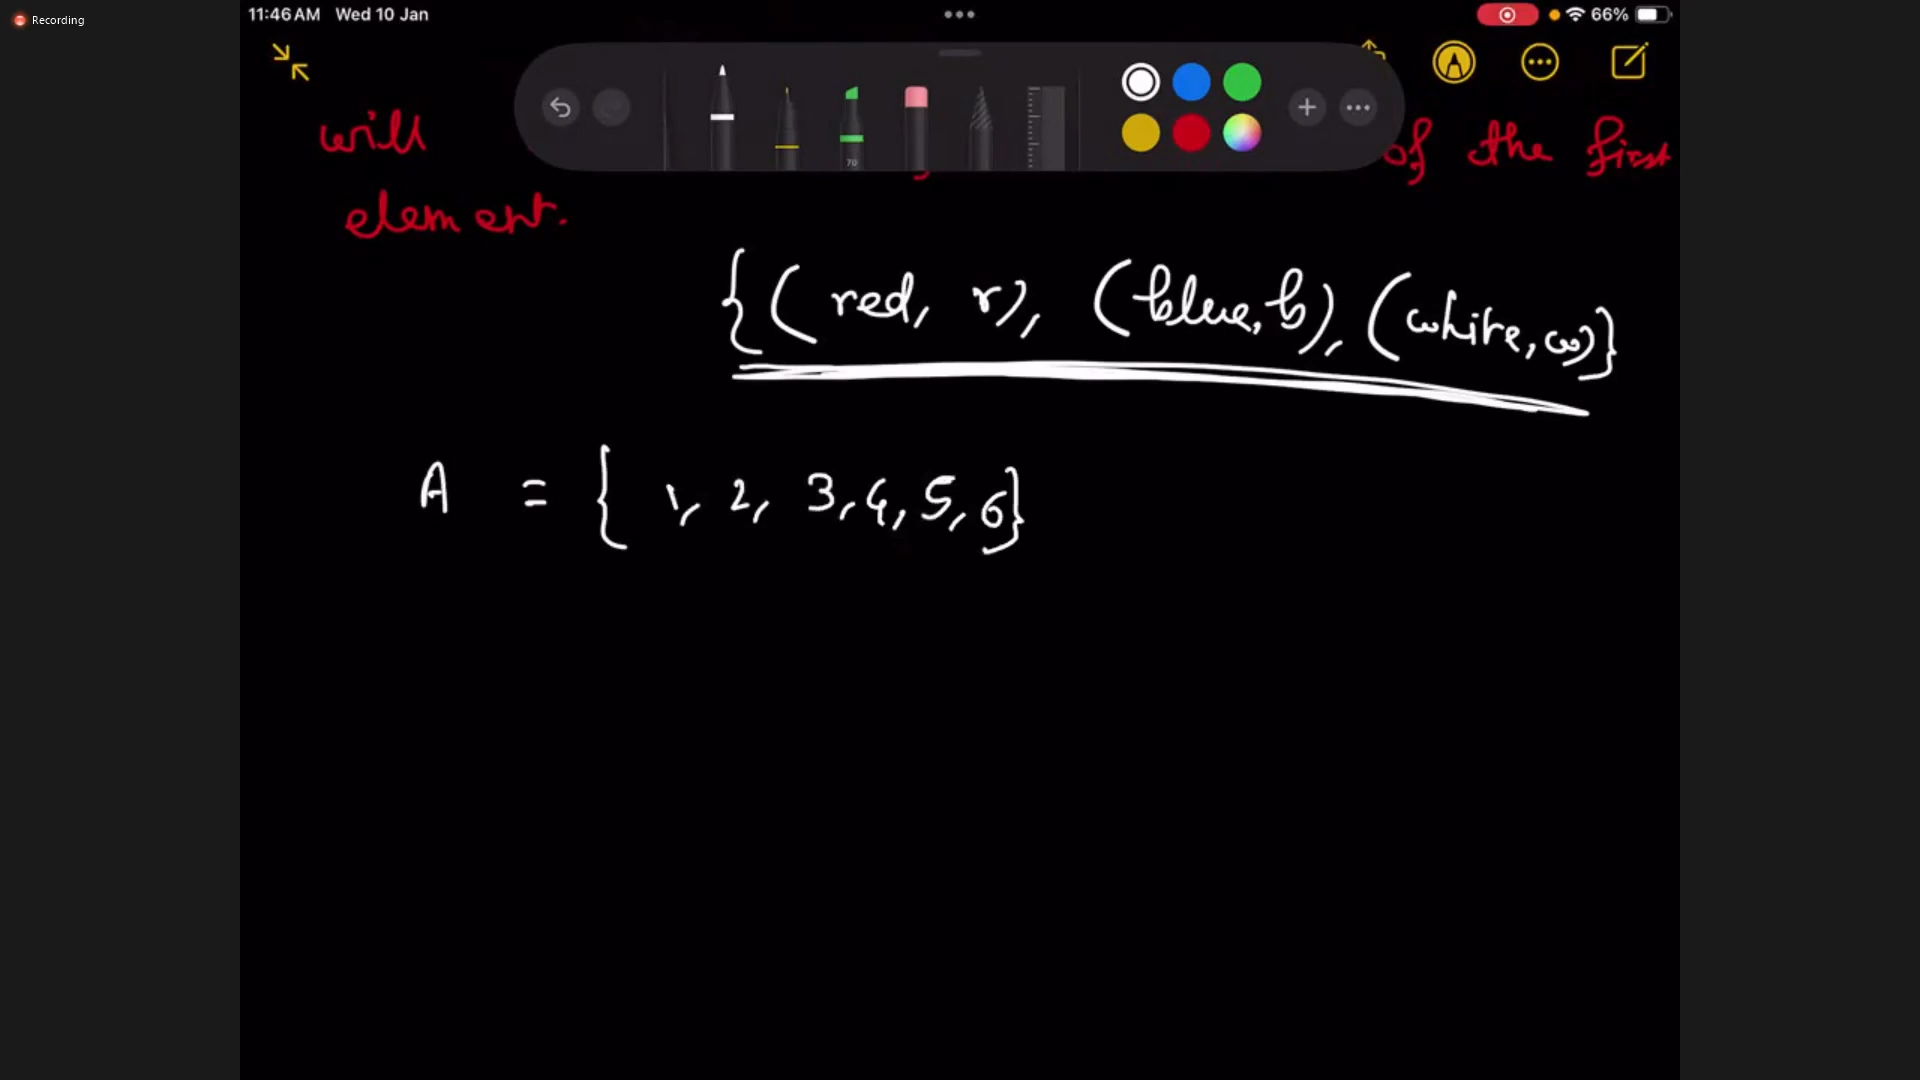 Recording
11:46 AM Wed 10 Jan
66%
70
will of the first
element.
{( red, r), (blue, b), (white, w)}
A = { 1, 2, 3, 4, 5, 6}